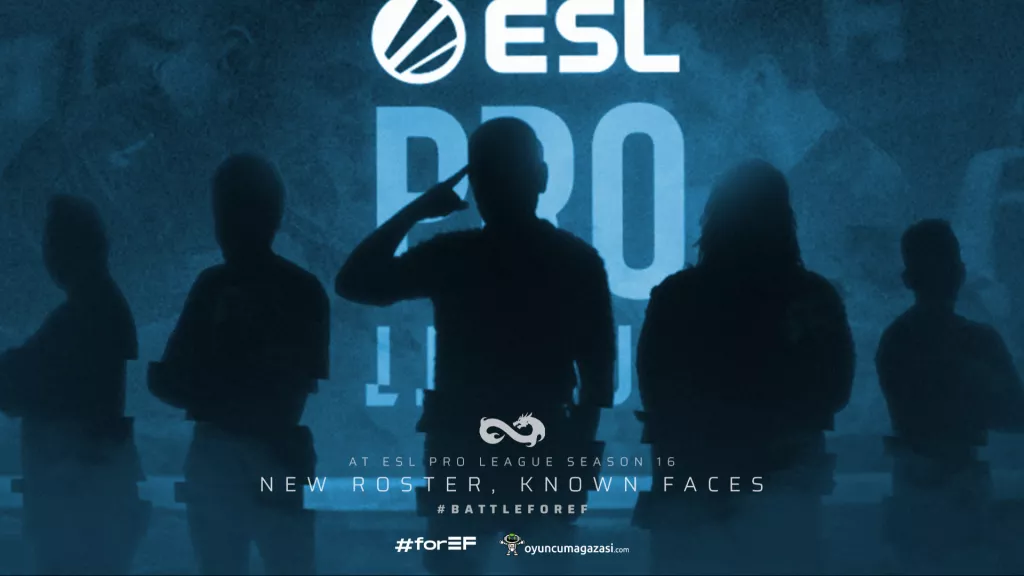 ESL
PRO
AT ESL PRO LEAGUE SEASON 16
NEW ROSTER, KNOWN FACES
#BATTLEFOREF
#forEF
oyuncumagazasi.com